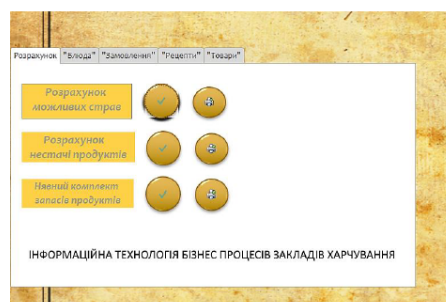 Розрахунок "Блюда" "Замовлення" "Рецепти" "Товари"
Розрахунок
можливих страв
Розрахунок
нестачі продуктів
Наявний комплект
запасів продуктів
ІНФОРМАЦІЙНА ТЕХНОЛОГІЯ БІЗНЕС ПРОЦЕСІВ ЗАКЛАДІВ ХАРЧУВАННЯ